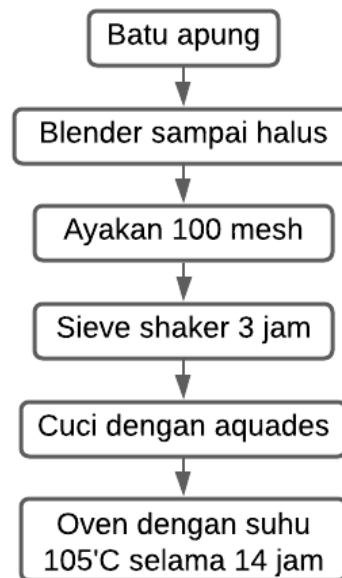 Batu apung
Blender sampai halus
Ayakan 100 mesh
Sieve shaker 3 jam
Cuci dengan aquades
Oven dengan suhu
105'C selama 14 jam